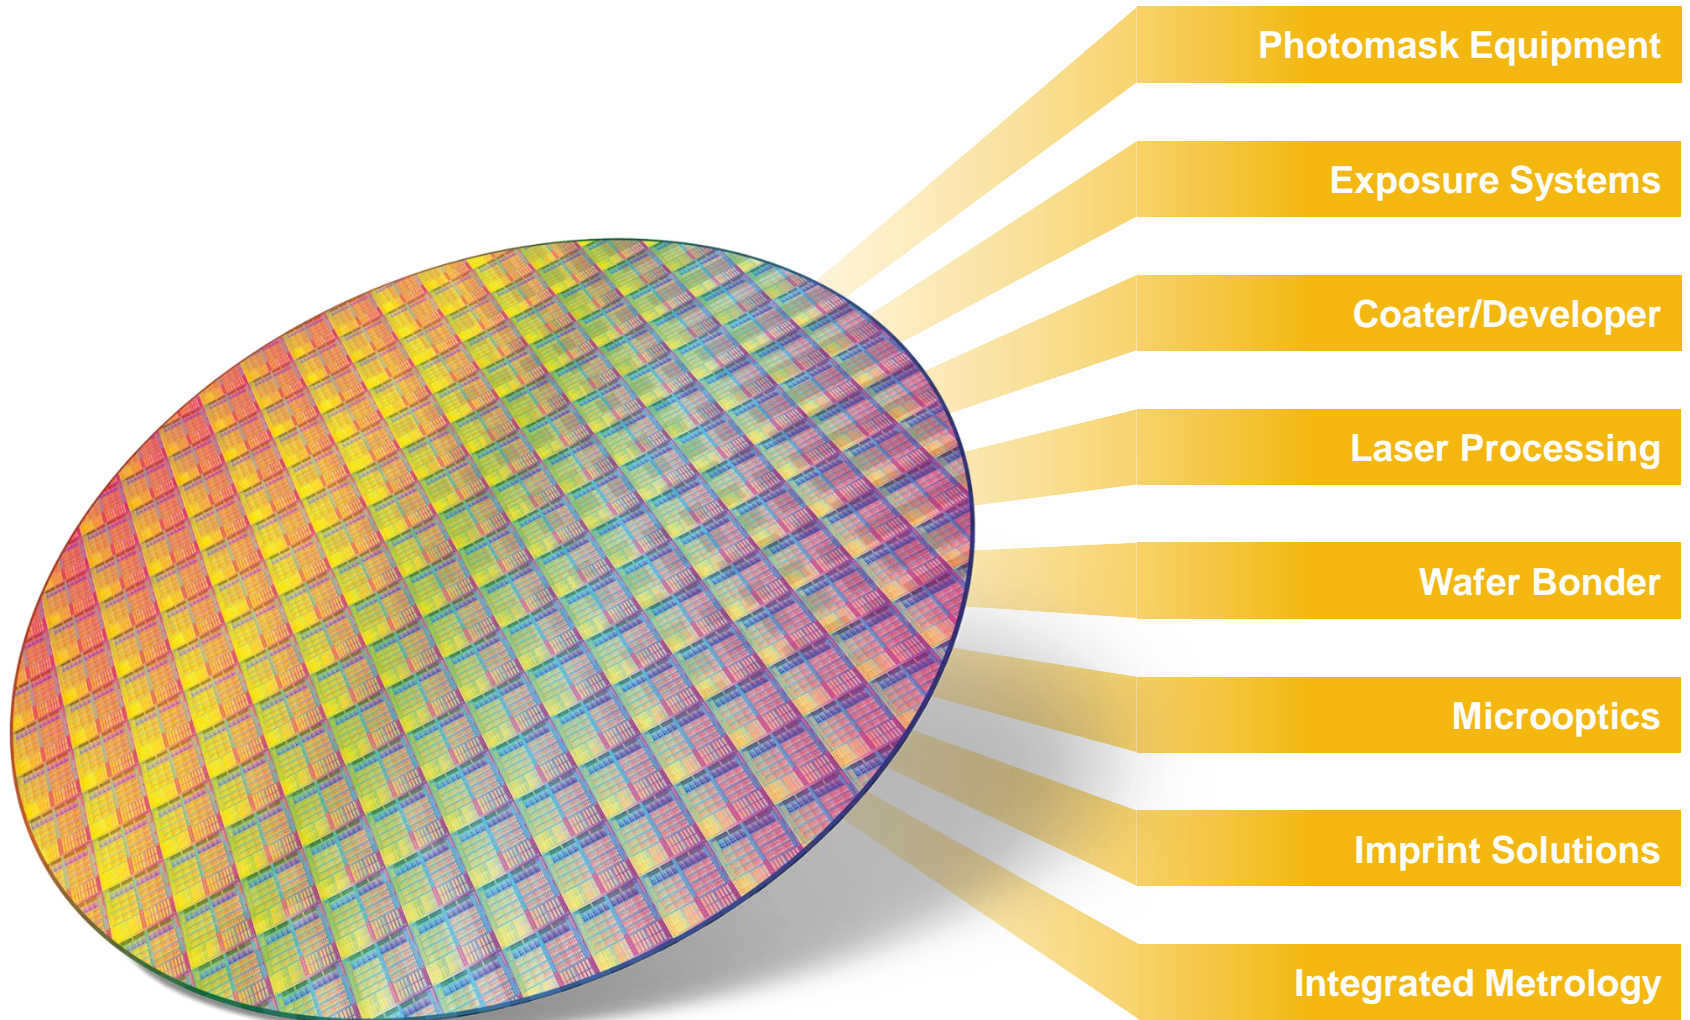 Photomask Equipment
Exposure Systems
Coater/Developer
Laser Processing
Wafer Bonder
Microoptics
Imprint Solutions
Integrated Metrology